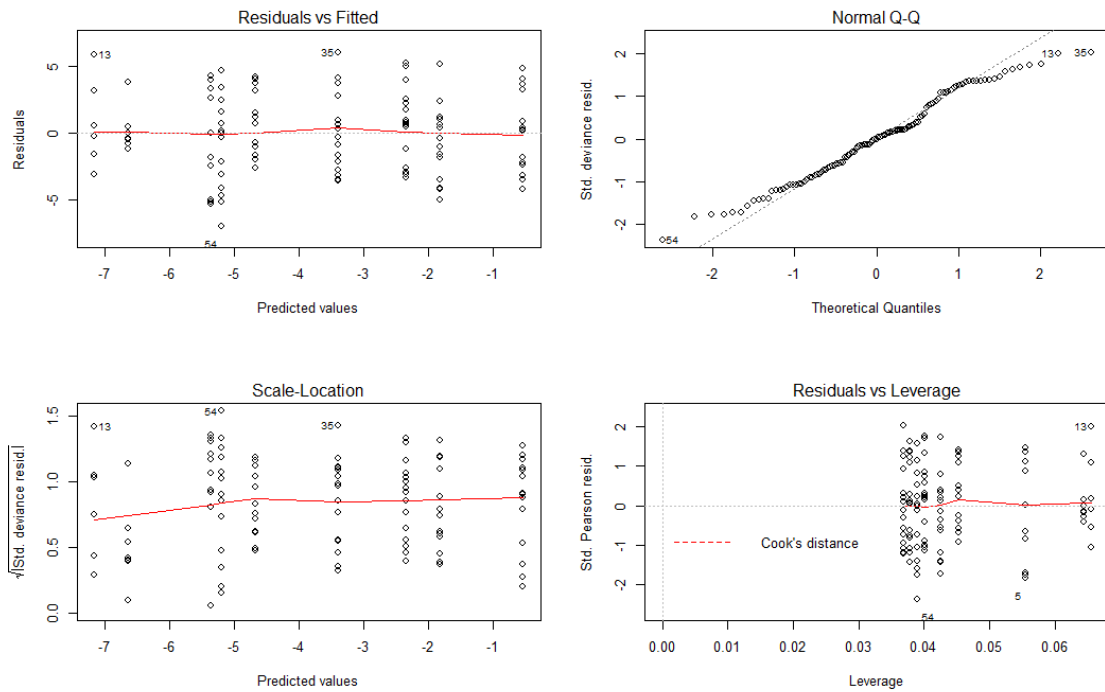 Residuals vs Fitted
Residuals
5
0
-5
13
35
54
-7 -6 -5 -4 -3 -2 -1
Predicted values
Normal Q-Q
Std. deviance resid.
2
1
0
-1
-2
13
35
54
-2 -1 0 1 2
Theoretical Quantiles
Scale-Location
√|Std. deviance resid.|
1.5
1.0
0.5
0.0
54
13
35
-7 -6 -5 -4 -3 -2 -1
Predicted values
Residuals vs Leverage
Std. Pearson resid.
2
1
0
-1
-2
13
Cook's distance
5
54
0.00 0.01 0.02 0.03 0.04 0.05 0.06
Leverage